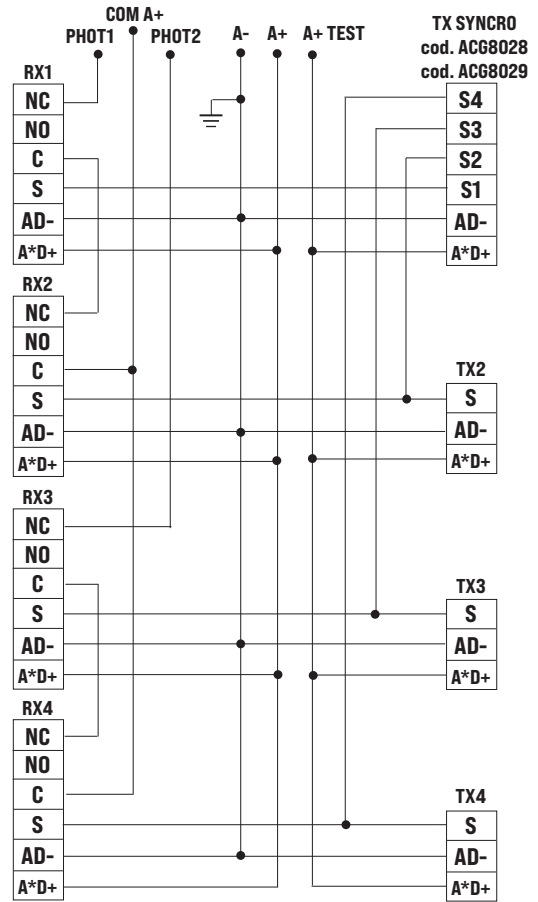 COM A+
PHOT1 PHOT2 A- A+ A+ TEST
TX SYNCRO
cod. ACG8028
cod. ACG8029
RX1
NC
NO
C
S
AD-
A*D+
S4
S3
S2
S1
AD-
A*D+
RX2
NC
NO
C
S
AD-
A*D+
TX2
S
AD-
A*D+
RX3
NC
NO
C
S
AD-
A*D+
TX3
S
AD-
A*D+
RX4
NC
NO
C
S
AD-
A*D+
TX4
S
AD-
A*D+